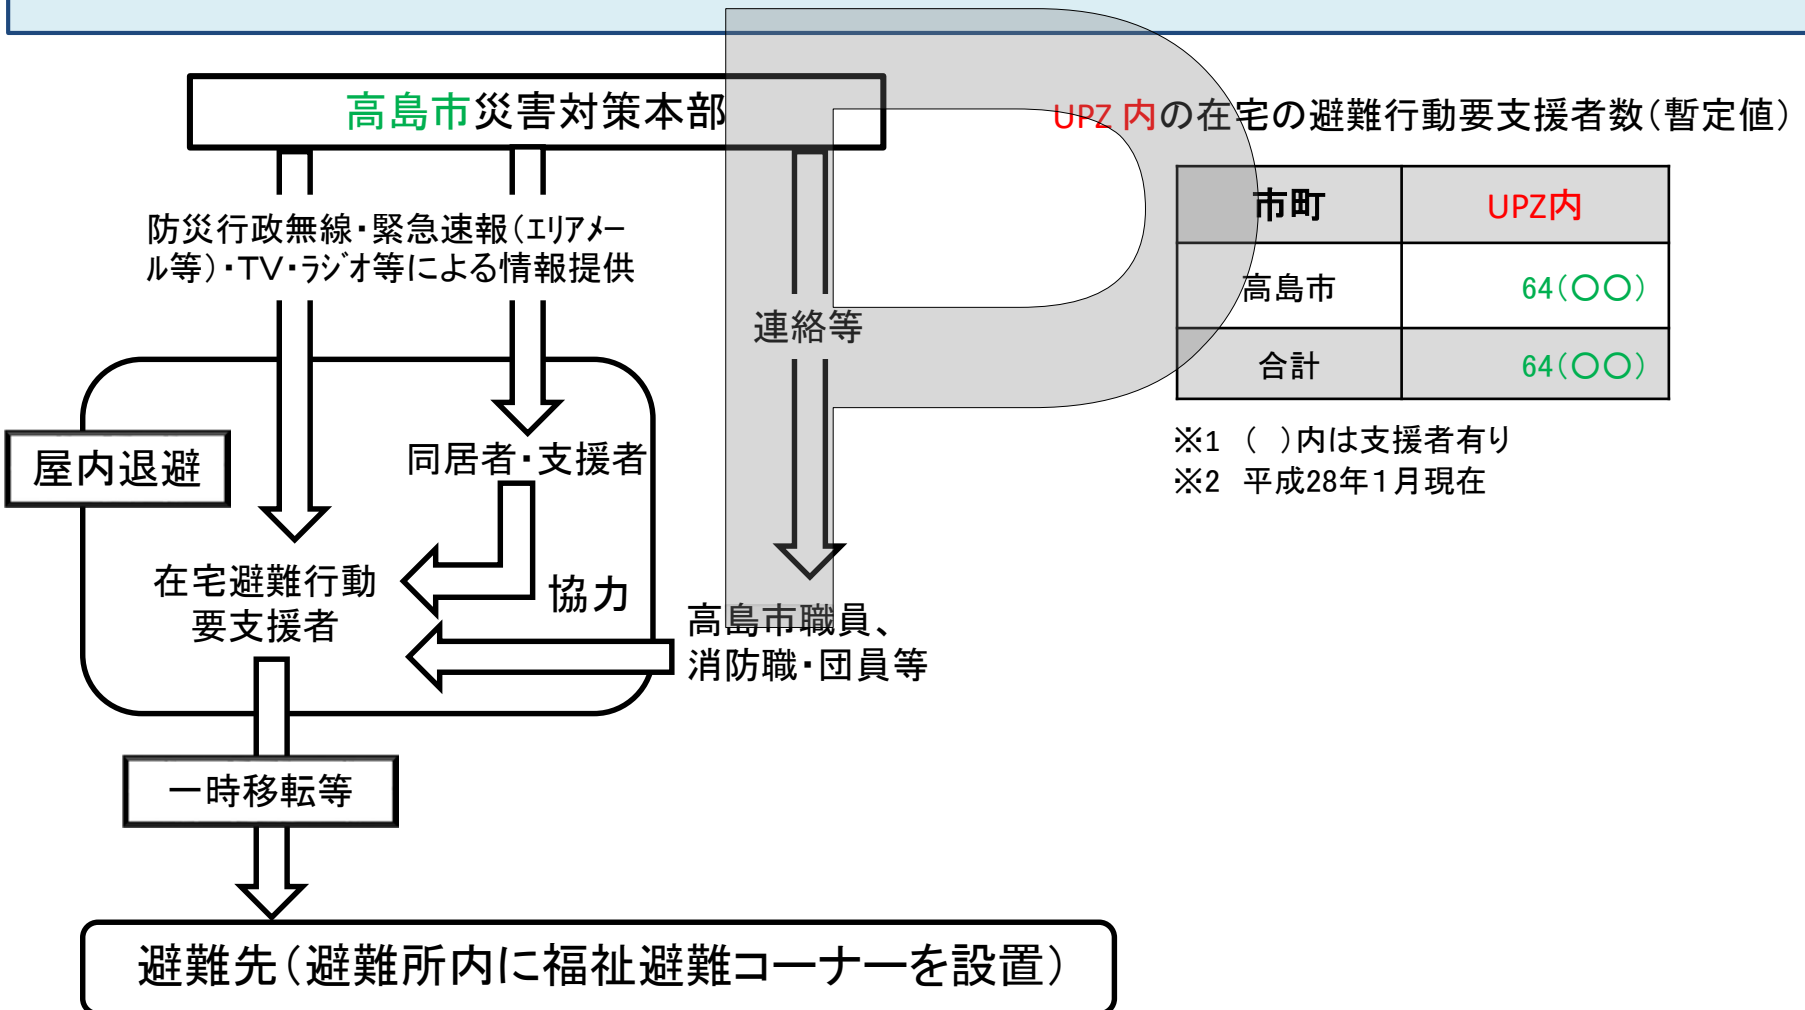 高島市災害対策本部
UPZ 内の在宅の避難行動要支援者数(暫定値)
市町 UPZ内
高島市 64(〇〇)
合計 64(〇〇)
※1 ( )内は支援者有り
※2 平成28年1月現在
防災行政無線・緊急速報(エリアメー
ル等)・TV・ラジオ等による情報提供
連絡等
屋内退避
同居者・支援者
在宅避難行動
要支援者
協力
高島市職員、
消防職・団員等
一時移転等
避難先(避難所内に福祉避難コーナーを設置)
P